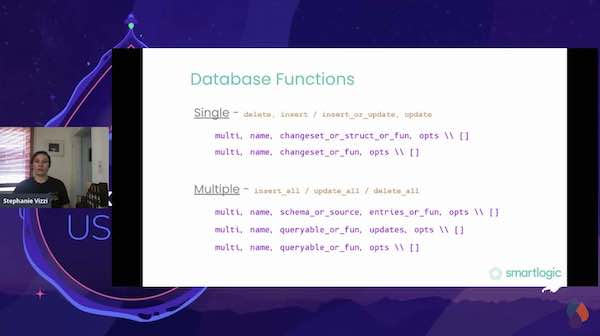 Database Functions
Single - delete, insert / insert_or_update, update
multi, name, changeset_or_struct_or_fun, opts \\ []
multi, name, changeset_or_fun, opts \\ []
Multiple - insert_all / update_all / delete_all
multi, name, schema_or_source, entries_or_fun, opts \\ []
multi, name, queryable_or_fun, updates, opts \\ []
multi, name, queryable_or_fun, opts \\ []
smartlogic
Stephanie Vizzi
US